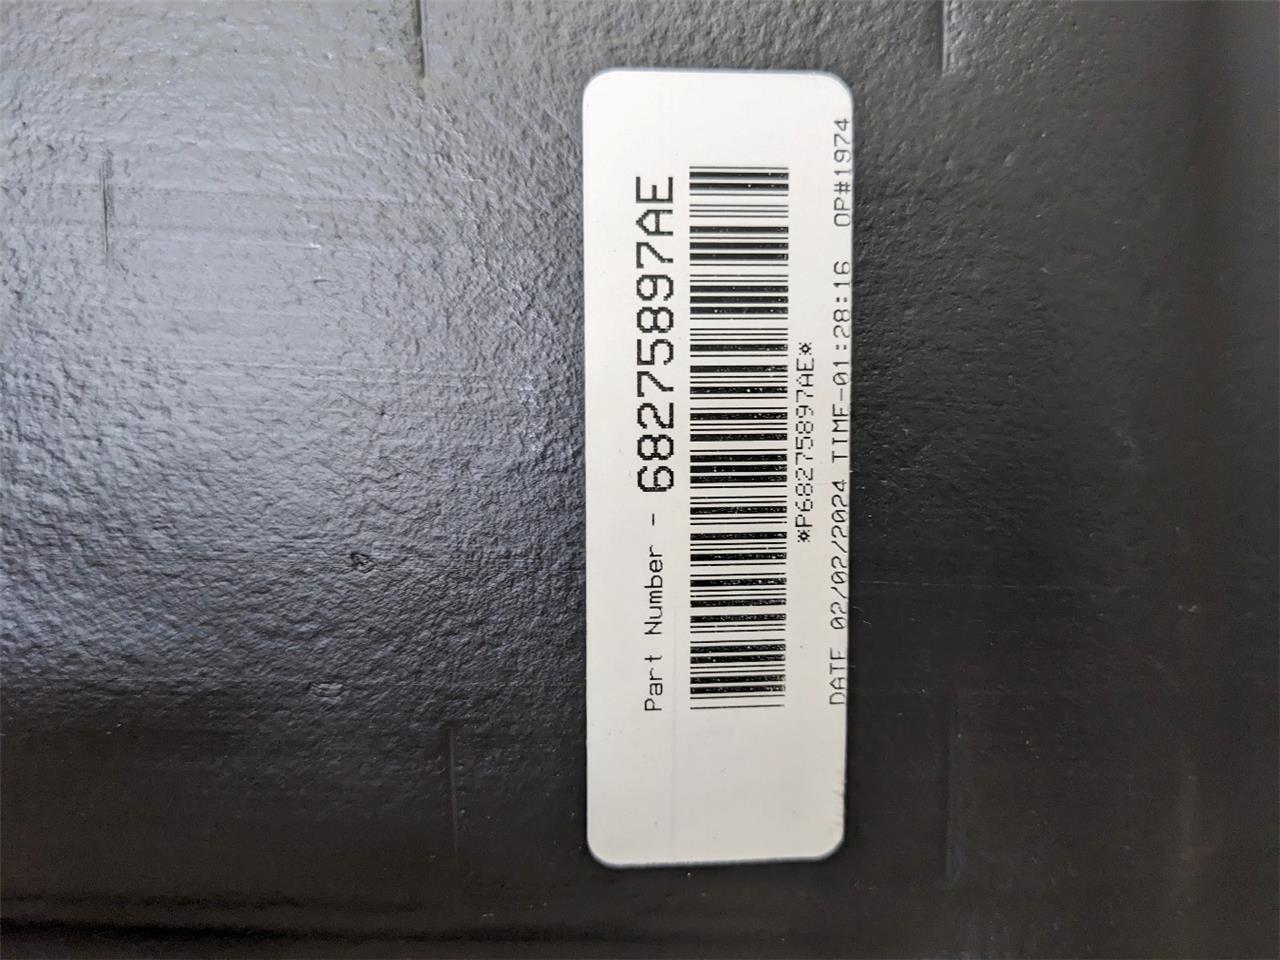 Part Number - 68275897AE
*P68275897AE*
DATE 02/02/2024 TIME-01:28:16 OP#1974